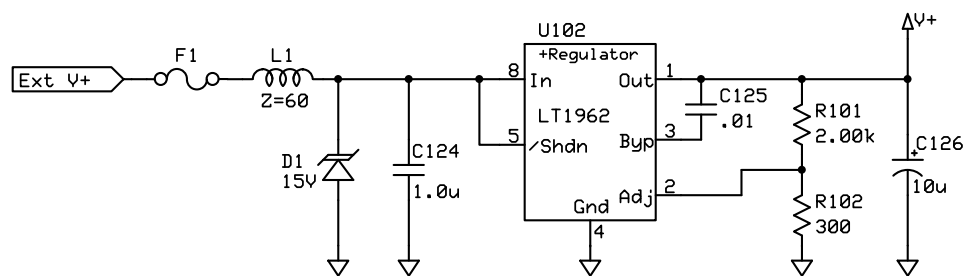 U102
V+
F1
L1
+Regulator
Ext V+
8
In
Out
1
Z=60
C125
R101
LT1962
.01
2.00k
5
/Shdn
Byp
3
C124
C126
+
D1
15V
1.0u
Adj
2
10u
R102
Gnd
300
4